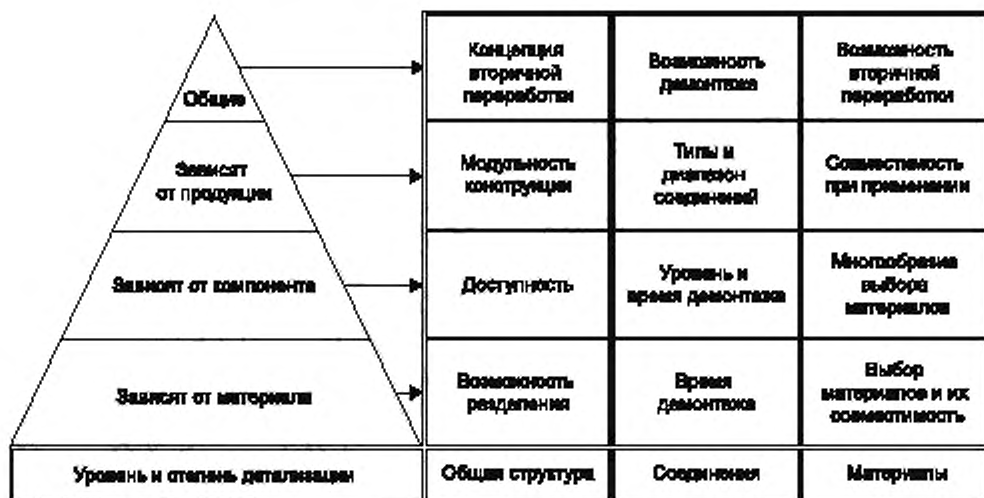 Общие
Концепция
вторичной
переработки
Возможность
демонтажа
Возможность
вторичной
переработки
Зависят
от продукции
Модульность
конструкции
Типы и
диапазон
соединений
Совместимость
при применении
Зависят от компонента
Доступность
Уровень и
время демонтажа
Многообразие
выбора
материалов
Зависят от материала
Возможность
разделения
Время
демонтажа
Выбор
материалов и их
совместимость
Уровень и степень детализации
Общая структура
Соединения
Материалы